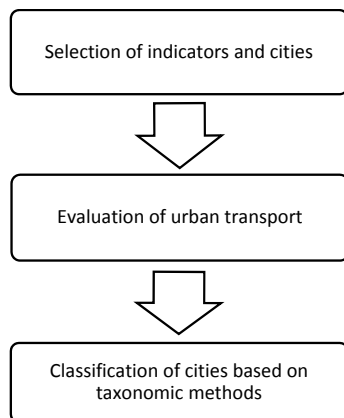 Selection of indicators and cities
Evaluation of urban transport
Classification of cities based on
taxonomic methods